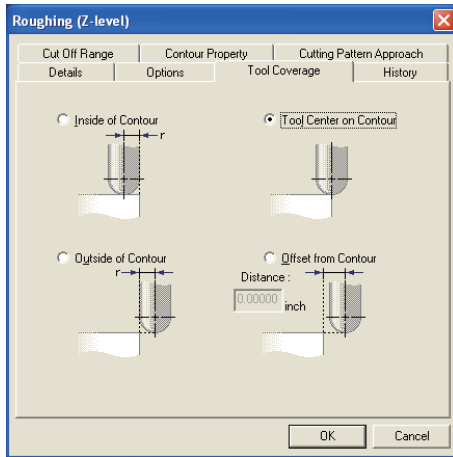 Roughing (Z-level)
Cut Off Range Contour Property Cutting Pattern Approach
Details Options Tool Coverage History
Inside of Contour Tool Center on Contour
r
Outside of Contour Offset from Contour
r Distance :
0.00000 inch
OK Cancel